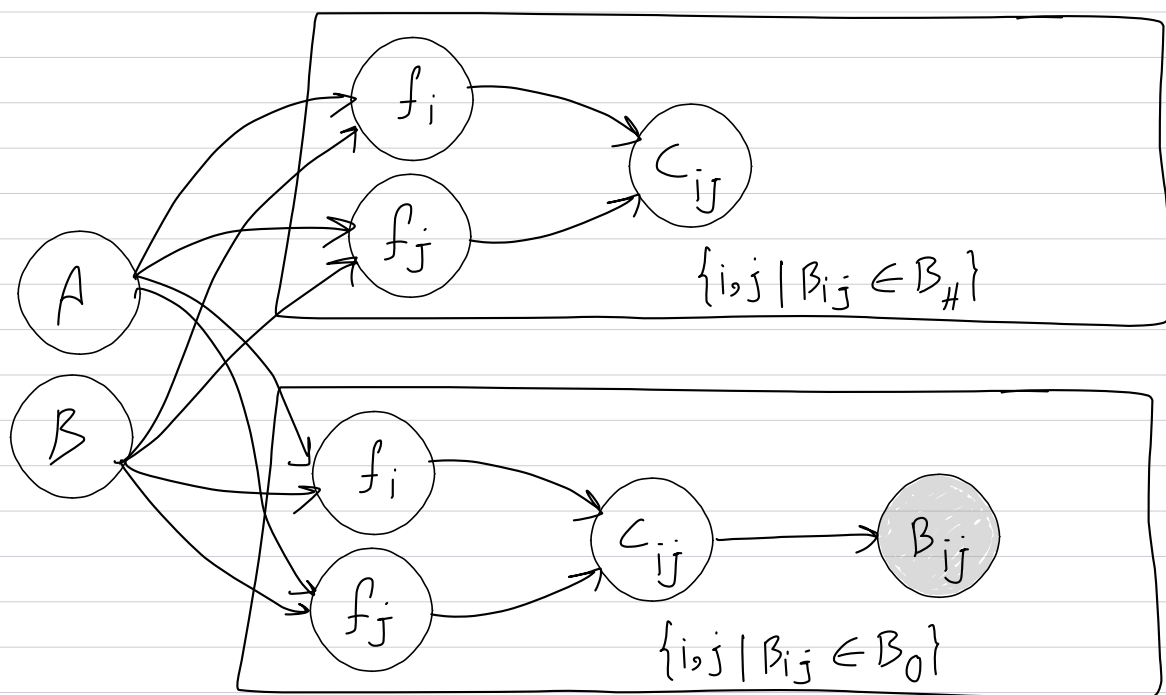 f_i
C_ij
f_j
{i,j | B_ij ∈ B_H}
A
B
f_i
C_ij
B_ij
f_j
{i,j | B_ij ∈ B_O}